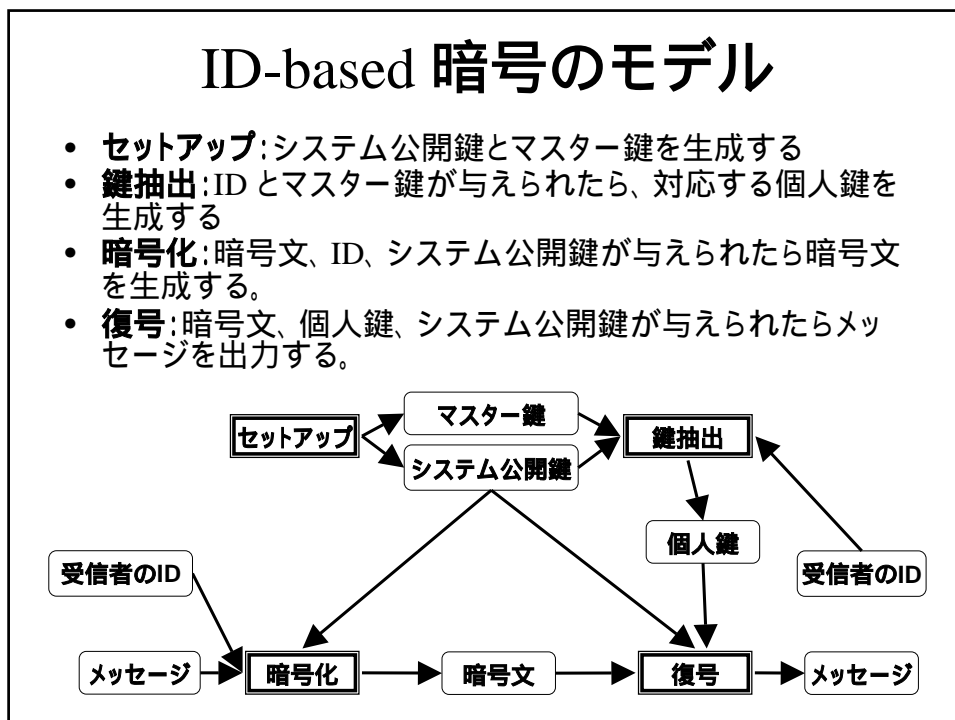 ID-based 暗号のモデル
• セットアップ:システム公開鍵とマスター鍵を生成する
• 鍵抽出:ID とマスター鍵が与えられたら、対応する個人鍵を
生成する
• 暗号化:暗号文、ID、システム公開鍵が与えられたら暗号文
を生成する。
• 復号:暗号文、個人鍵、システム公開鍵が与えられたらメッ
セージを出力する。
マスター鍵
セットアップ
鍵抽出
システム公開鍵
個人鍵
受信者のID
受信者のID
メッセージ
暗号化
暗号文
復号
メッセージ